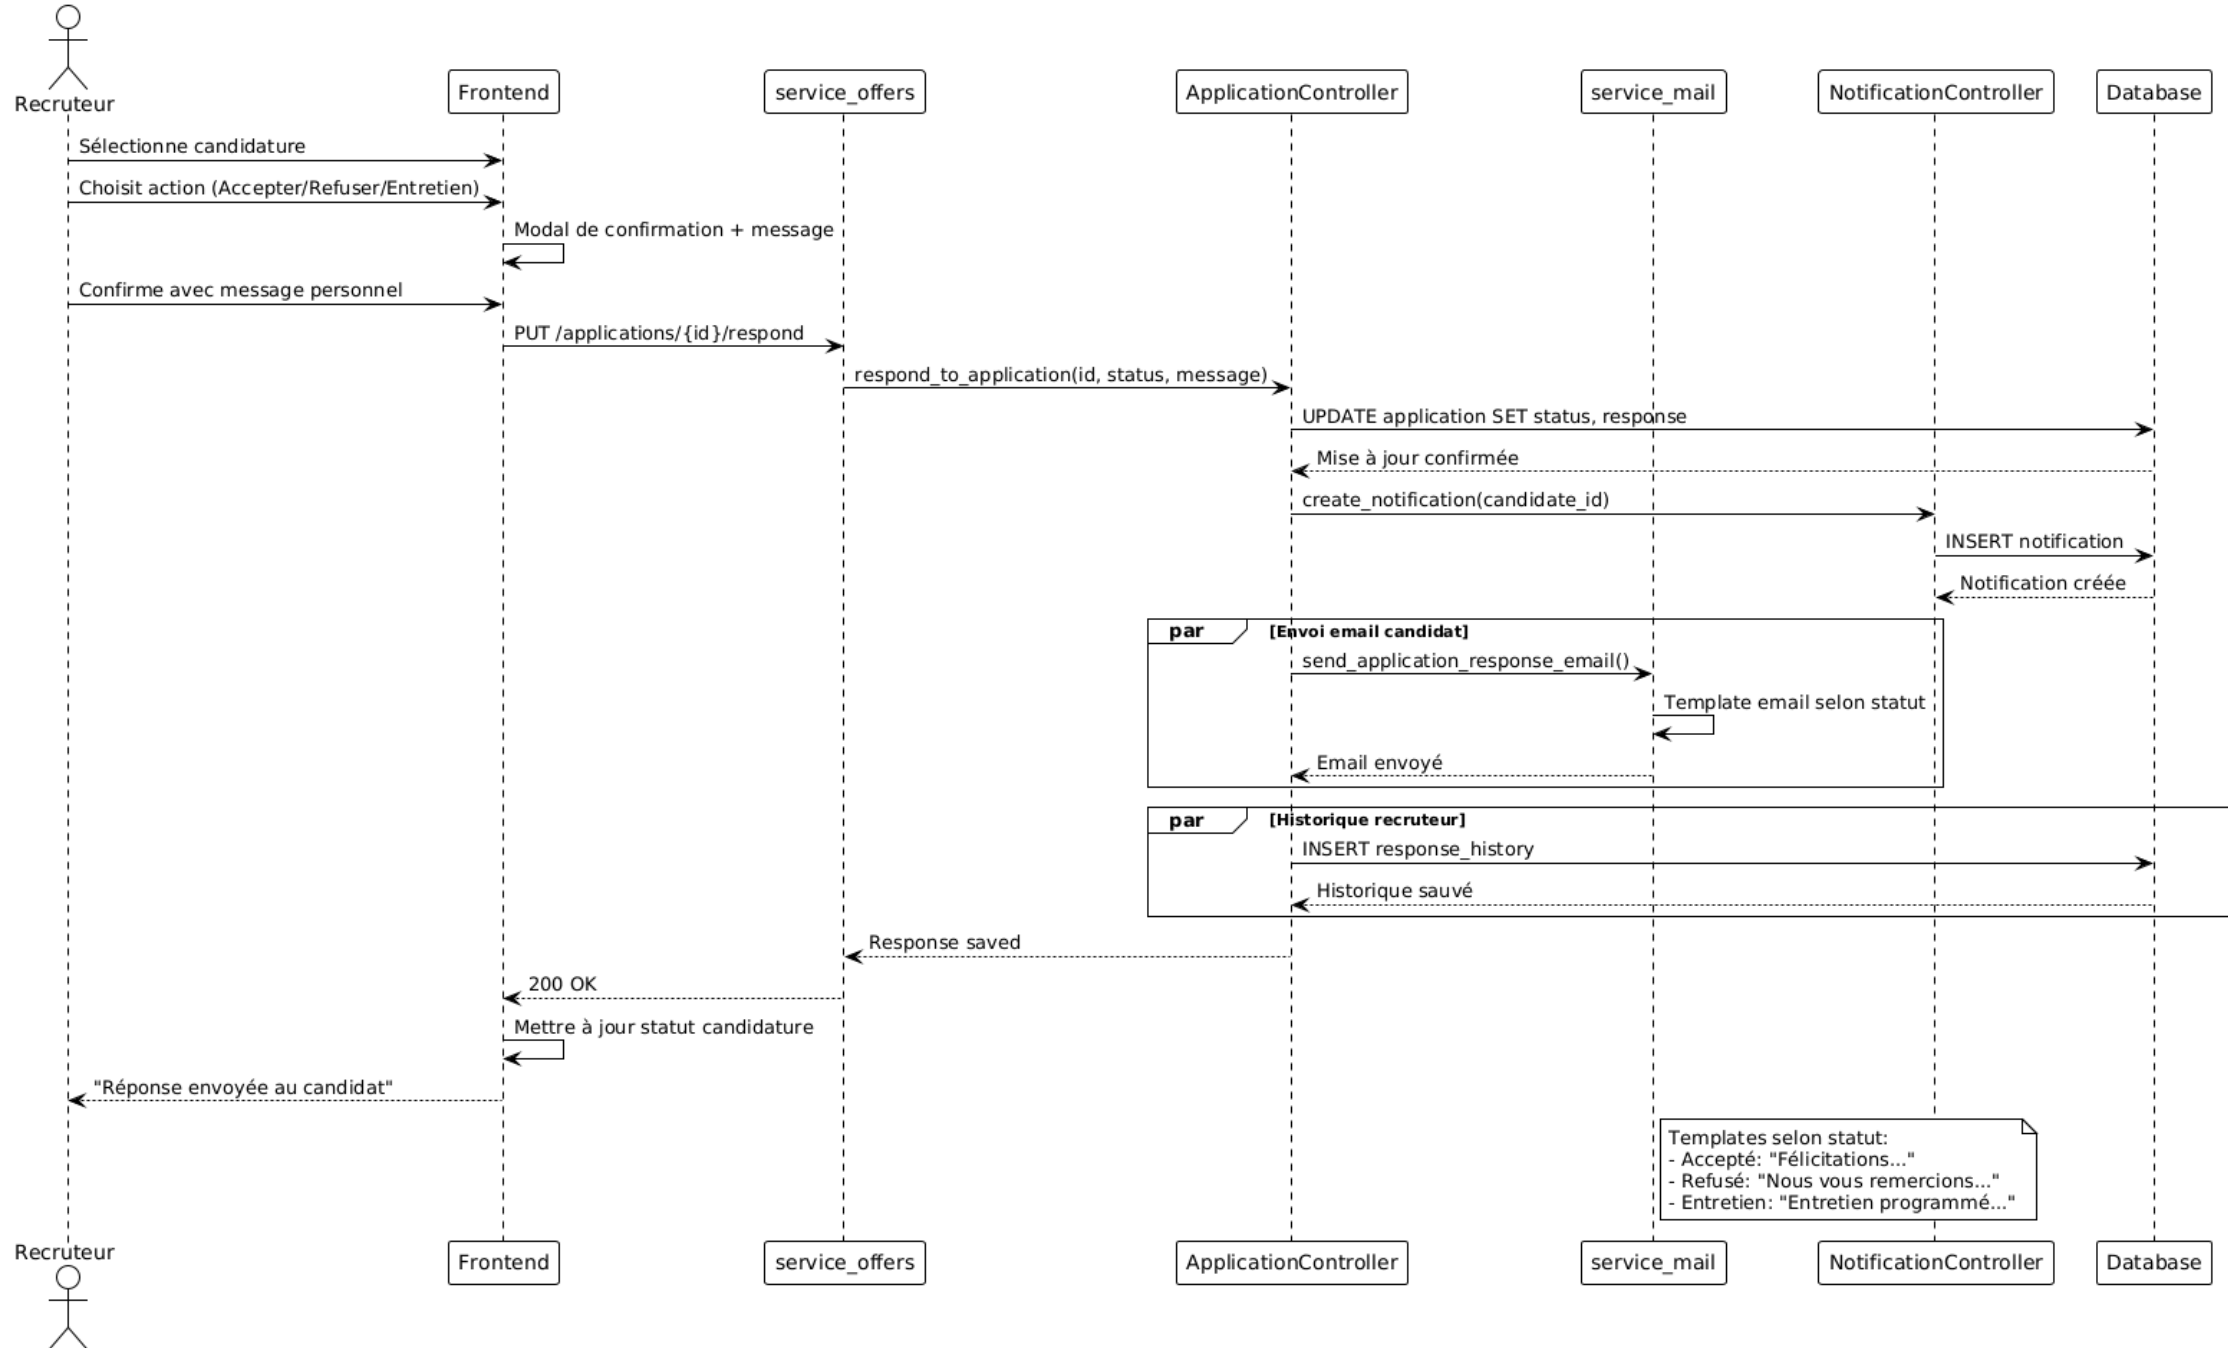 Recruteur
Frontend
service_offers
ApplicationController
service_mail
NotificationController
Database
Sélectionne candidature
Choisit action (Accepter/Refuser/Entretien)
Modal de confirmation + message
Confirme avec message personnel
PUT /applications/{id}/respond
respond_to_application(id, status, message)
UPDATE application SET status, response
Mise à jour confirmée
create_notification(candidate_id)
INSERT notification
Notification créée
par [Envoi email candidat]
send_application_response_email()
Template email selon statut
Email envoyé
par [Historique recruteur]
INSERT response_history
Historique sauvé
Response saved
200 OK
Mettre à jour statut candidature
"Réponse envoyée au candidat"
Templates selon statut:
- Accepté: "Félicitations..."
- Refusé: "Nous vous remercions..."
- Entretien: "Entretien programmé..."
Recruteur
Frontend
service_offers
ApplicationController
service_mail
NotificationController
Database